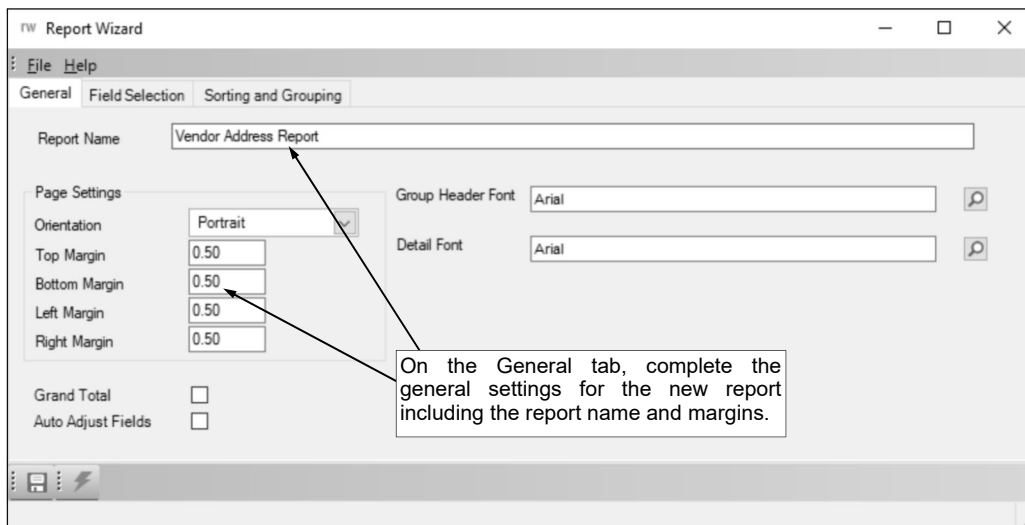 rw Report Wizard
File Help
General Field Selection Sorting and Grouping
Report Name Vendor Address Report
Page Settings
Orientation Portrait
Top Margin 0.50
Bottom Margin 0.50
Left Margin 0.50
Right Margin 0.50
Group Header Font Arial
Detail Font Arial
Grand Total
Auto Adjust Fields
On the General tab, complete the
general settings for the new report
including the report name and margins.